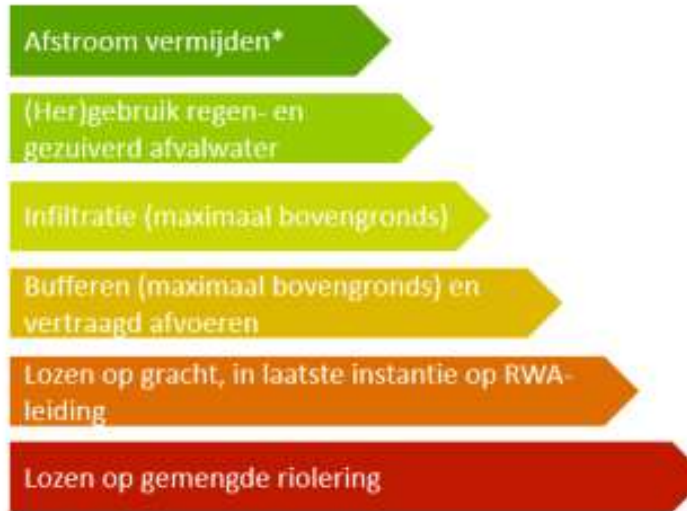 Afstroom vermijden*
(Her)gebruik regen- en
gezuiverd afvalwater
Infiltratie (maximaal bovengronds)
Bufferen (maximaal bovengronds) en
vertraagd afvoeren
Lozen op gracht, in laatste instantie op RWA-
leiding
Lozen op gemengde riolering